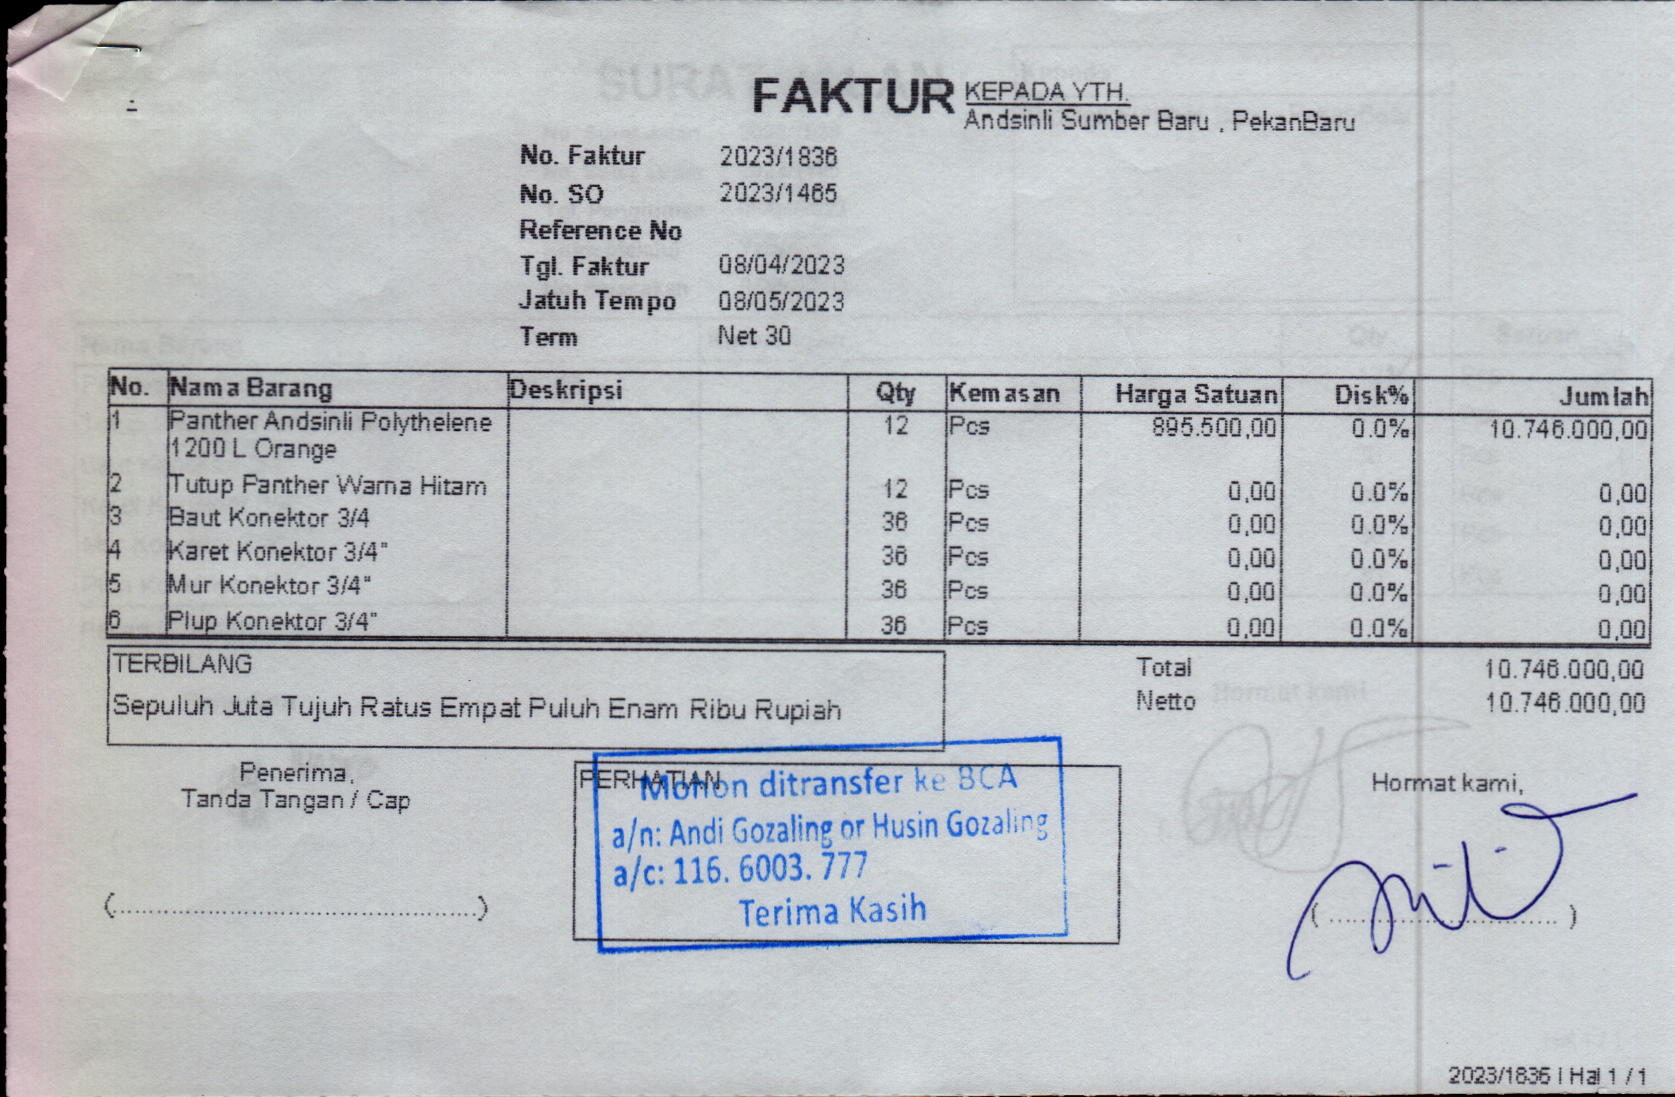 FAKTUR
KEPADA YTH.
Andsinli Sumber Baru , PekanBaru
No. Faktur 2023/1836
No. SO 2023/1465
Reference No
Tgl. Faktur 08/04/2023
Jatuh Tempo 08/05/2023
Term Net 30
No. Nama Barang Deskripsi Qty Kemasan Harga Satuan Disk% Jumlah
1 Panther Andsinli Polythelene 12 Pcs 895.500,00 0.0% 10.746.000,00
1200 L Orange
2 Tutup Panther Warna Hitam 12 Pcs 0,00 0.0% 0,00
3 Baut Konektor 3/4 36 Pcs 0,00 0.0% 0,00
4 Karet Konektor 3/4" 36 Pcs 0,00 0.0% 0,00
5 Mur Konektor 3/4" 36 Pcs 0,00 0.0% 0,00
6 Plup Konektor 3/4" 36 Pcs 0,00 0.0% 0,00
TERBILANG
Sepuluh Juta Tujuh Ratus Empat Puluh Enam Ribu Rupiah
Total 10.746.000,00
Netto 10.746.000,00
Penerima,
Tanda Tangan / Cap
(......................................................)
PERHATIAN
Mohon ditransfer ke BCA
a/n: Andi Gozaling or Husin Gozaling
a/c: 116. 6003. 777
Terima Kasih
Hormat kami,
(...................................)
2023/1836 | Hal 1 / 1